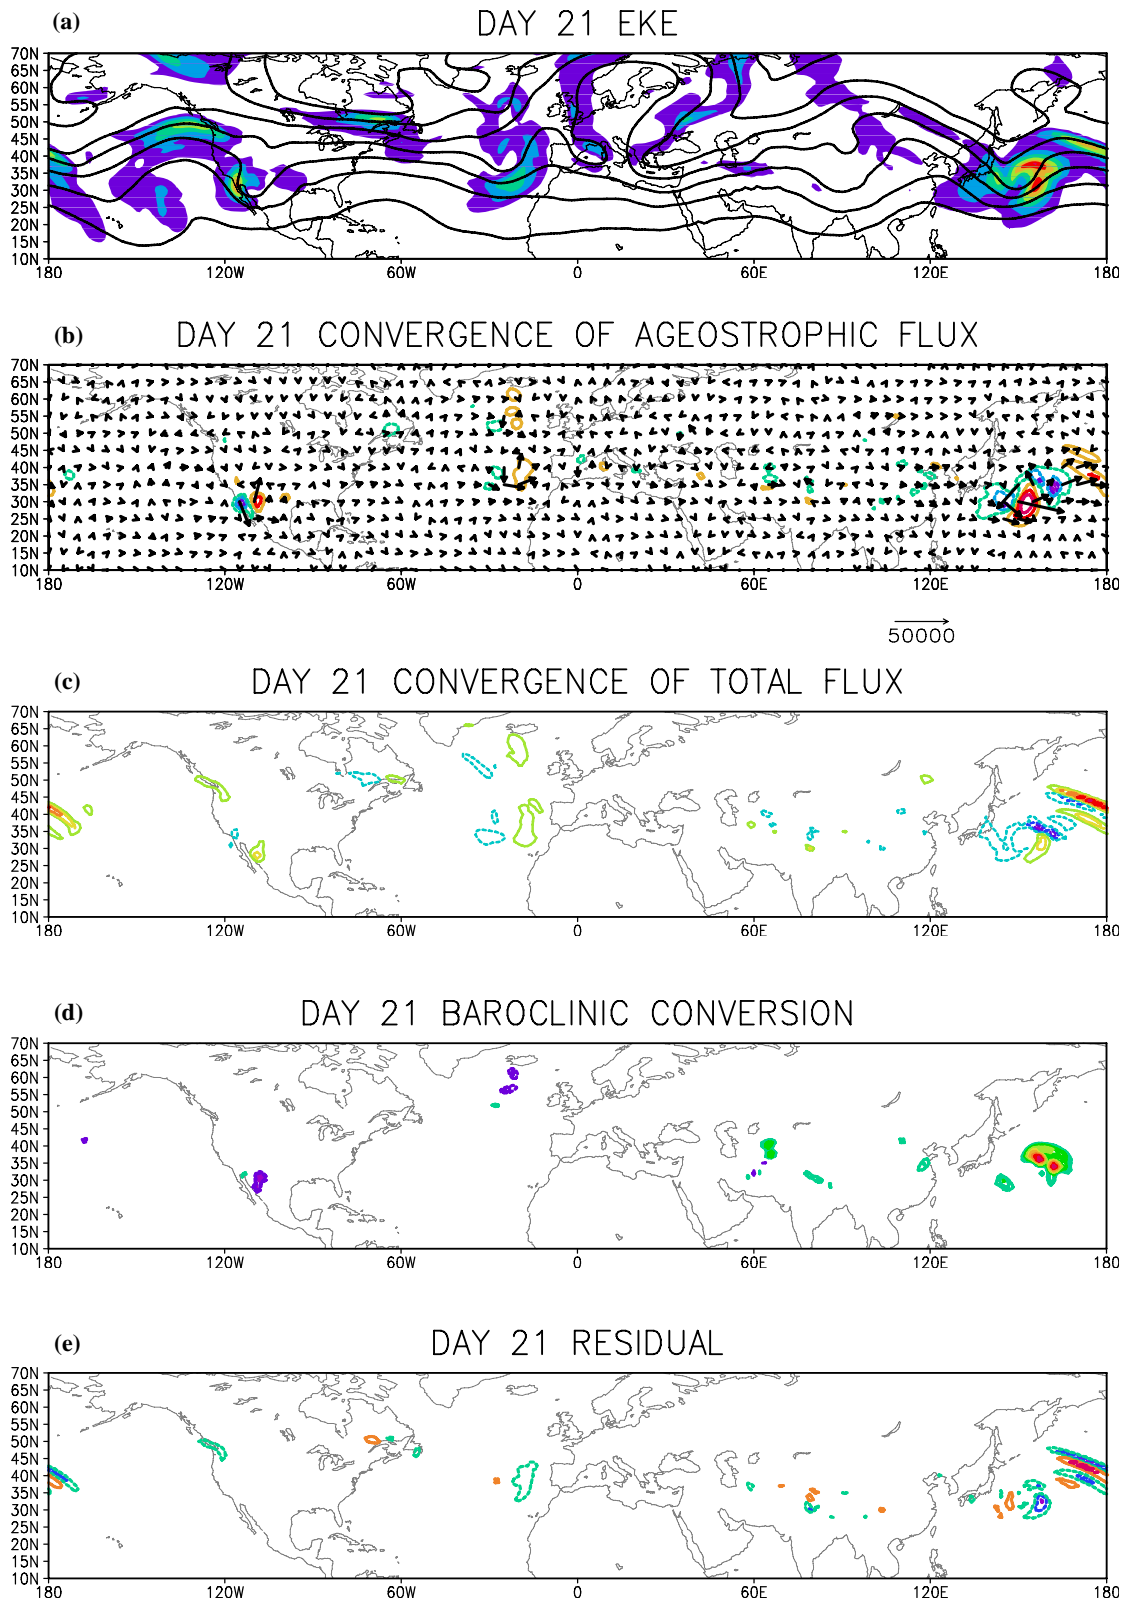 (a) DAY 21 EKE
70N
65N
60N
55N
50N
45N
40N
35N
30N
25N
20N
15N
10N
180 120W 60W 0 60E 120E 180
(b) DAY 21 CONVERGENCE OF AGEOSTROPHIC FLUX
70N
65N
60N
55N
50N
45N
40N
35N
30N
25N
20N
15N
10N
180 120W 60W 0 60E 120E 180
50000
(c) DAY 21 CONVERGENCE OF TOTAL FLUX
70N
65N
60N
55N
50N
45N
40N
35N
30N
25N
20N
15N
10N
180 120W 60W 0 60E 120E 180
(d) DAY 21 BAROCLINIC CONVERSION
70N
65N
60N
55N
50N
45N
40N
35N
30N
25N
20N
15N
10N
180 120W 60W 0 60E 120E 180
(e) DAY 21 RESIDUAL
70N
65N
60N
55N
50N
45N
40N
35N
30N
25N
20N
15N
10N
180 120W 60W 0 60E 120E 180